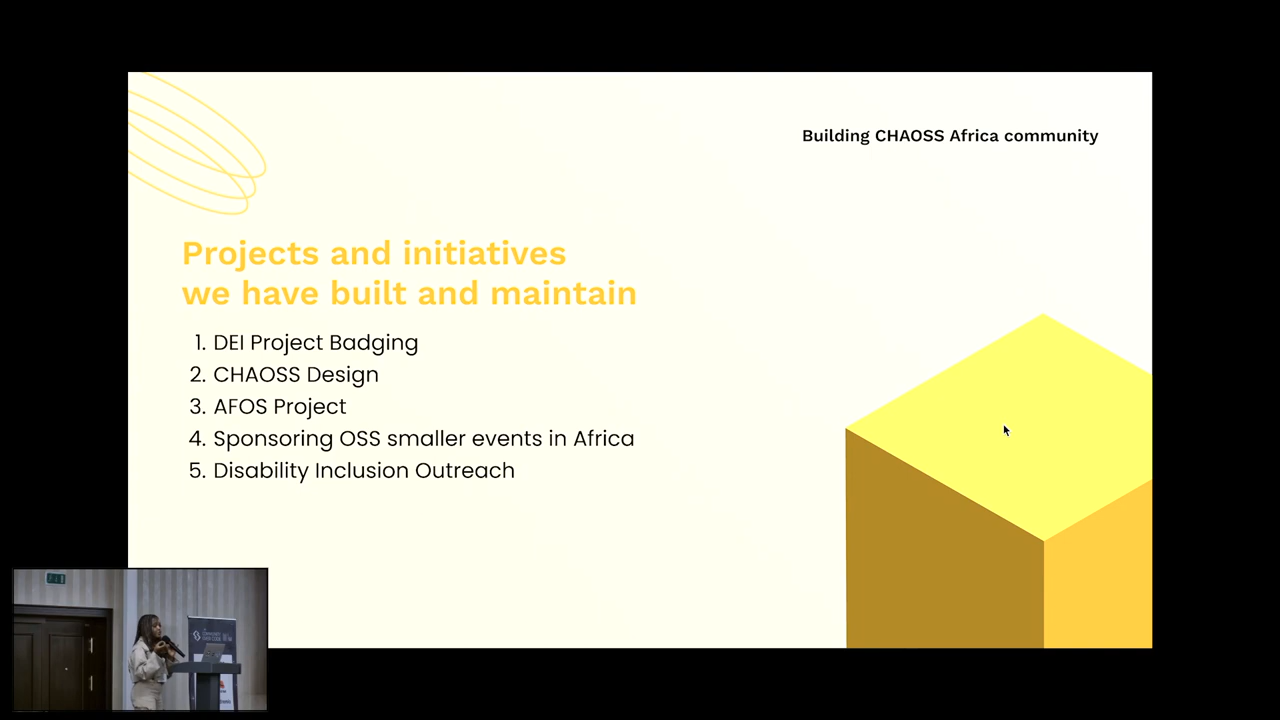 Building CHAOSS Africa community
Projects and initiatives
we have built and maintain
1. DEI Project Badging
2. CHAOSS Design
3. AFOS Project
4. Sponsoring OSS smaller events in Africa
5. Disability Inclusion Outreach